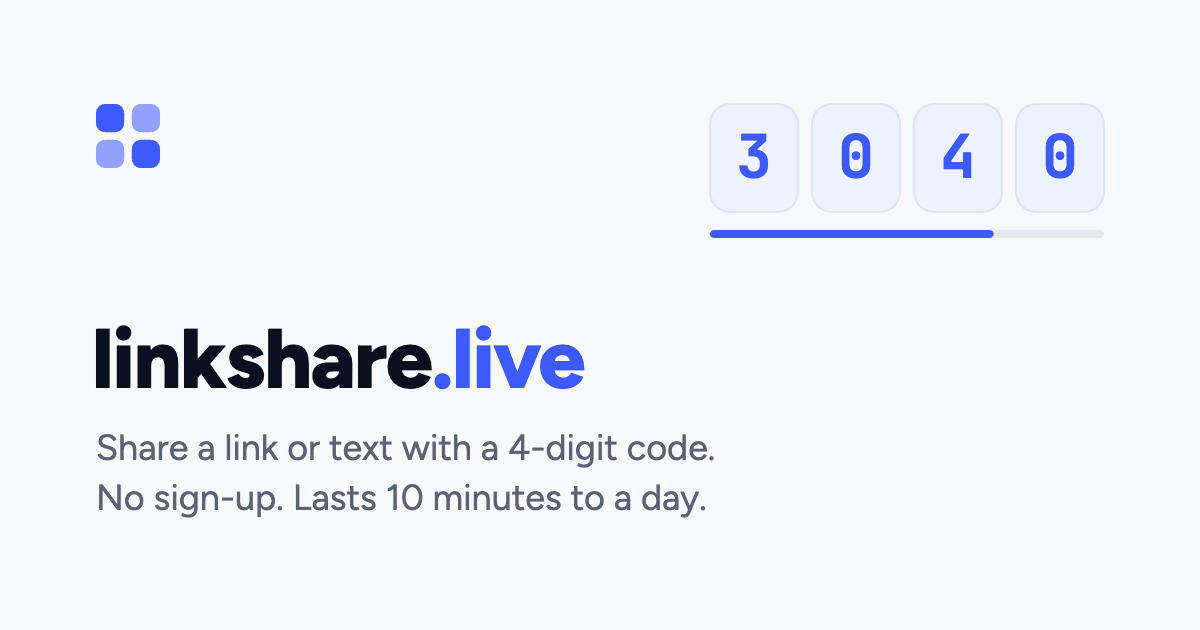 3 0 4 0
linkshare.live
Share a link or text with a 4-digit code.
No sign-up. Lasts 10 minutes to a day.